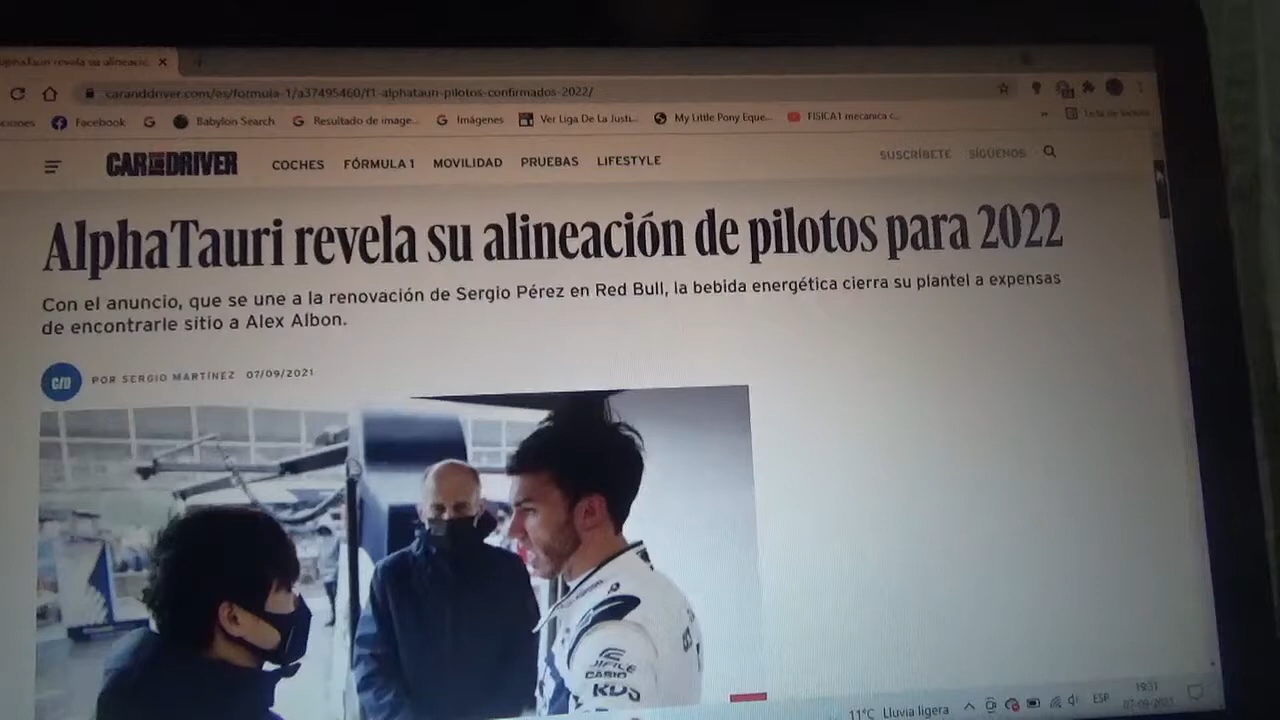 caranddriver.com/es/formula-1/a37495460/f1-alphatauri-pilotos-confirmados-2022/
Facebook
Babylon Search
Resultado de image...
Imágenes
Ver Liga De La Justi...
My Little Pony Eque...
FISICA1 mecanica c...
CAR AND DRIVER
COCHES FÓRMULA 1 MOVILIDAD PRUEBAS LIFESTYLE
SUSCRÍBETE SÍGUENOS
AlphaTauri revela su alineación de pilotos para 2022
Con el anuncio, que se une a la renovación de Sergio Pérez en Red Bull, la bebida energética cierra su plantel a expensas
de encontrarle sitio a Alex Albon.
C/D
POR SERGIO MARTÍNEZ 07/09/2021
CASIO
11°C Lluvia ligera
ESP
19:31